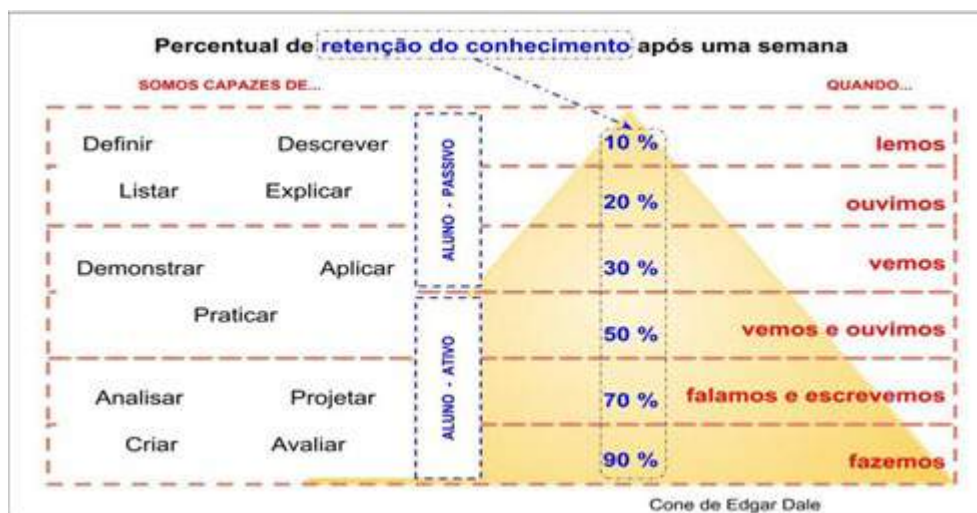 Percentual de retenção do conhecimento após uma semana
SOMOS CAPAZES DE... QUANDO...
Definir Descrever 10 % lemos
Listar Explicar 20 % ouvimos
ALUNO - PASSIVO
Demonstrar Aplicar 30 % vemos
Praticar 50 % vemos e ouvimos
ALUNO - ATIVO
Analisar Projetar 70 % falamos e escrevemos
Criar Avaliar 90 % fazemos
Cone de Edgar Dale